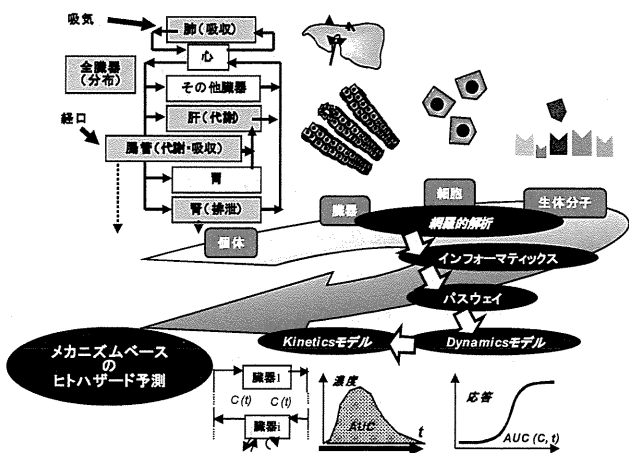 吸気
肺(吸収)
心
全臓器
(分布)
その他臓器
肝(代謝)
経口
腸管(代謝・吸収)
胃
腎(排泄)
個体
臓器
細胞
生体分子
網羅的解析
インフォーマティックス
パスウェイ
Kineticsモデル
Dynamicsモデル
メカニズムベース
の
ヒトハザード予測
臓器1
C(t)
C(t)
臓器i
濃度
AUC
t
応答
AUC (C, t)